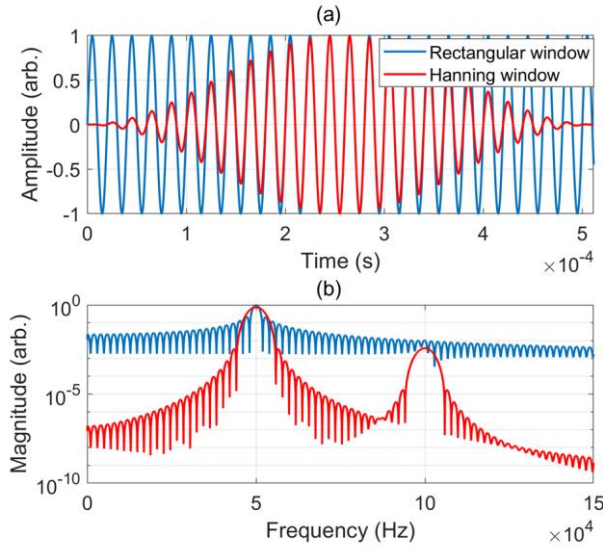 (a)
Amplitude (arb.)
1
0.5
0
-0.5
-1
Rectangular window
Hanning window
0 1 2 3 4 5
Time (s)
×10⁻⁴
(b)
Magnitude (arb.)
10⁰
10⁻⁵
10⁻¹⁰
0 5 10 15
Frequency (Hz)
×10⁴